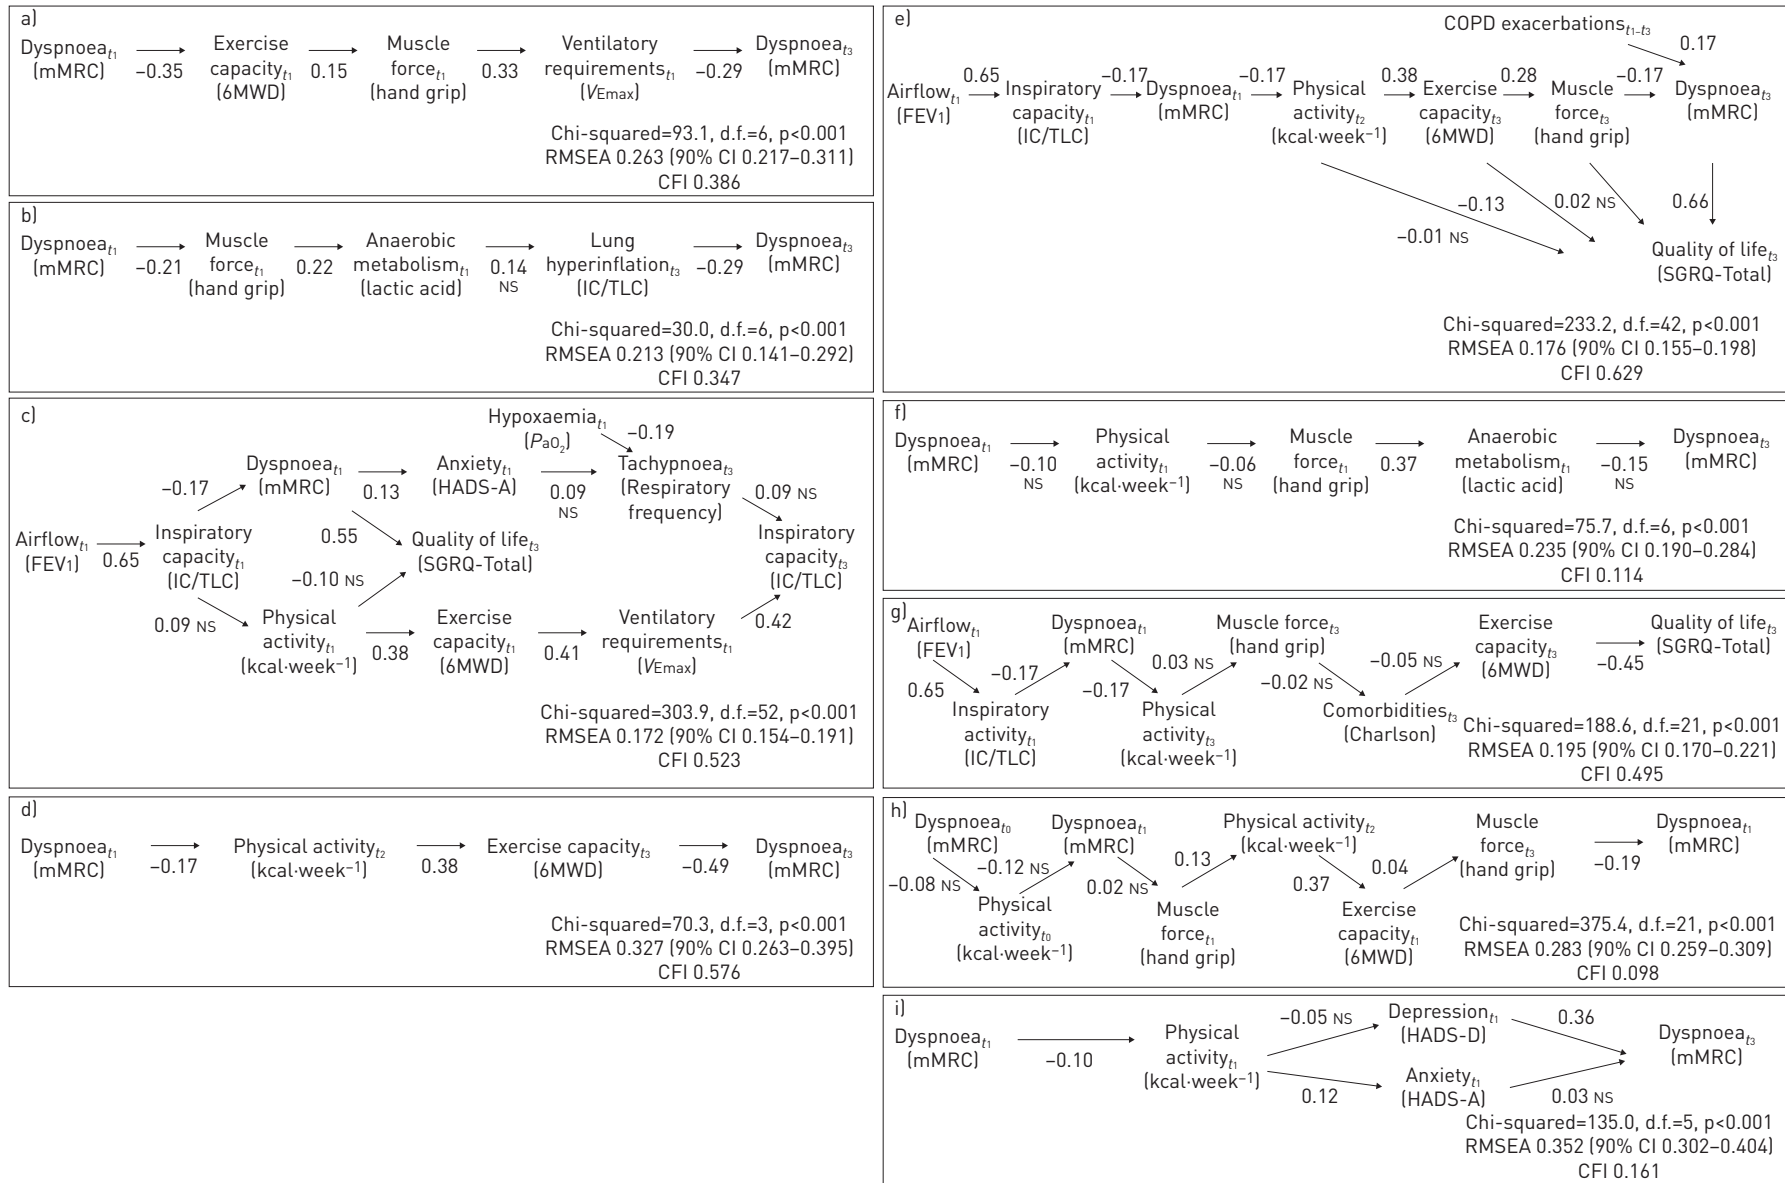 a)
Dyspnoea_t1 (mMRC)
−0.35
Exercise capacity_t1 (6MWD)
0.15
Muscle force_t1 (hand grip)
0.33
Ventilatory requirements_t1 (VEmax)
−0.29
Dyspnoea_t3 (mMRC)
Chi-squared=93.1, d.f.=6, p<0.001
RMSEA 0.263 (90% CI 0.217–0.311)
CFI 0.386
b)
Dyspnoea_t1 (mMRC)
−0.21
Muscle force_t1 (hand grip)
0.22
Anaerobic metabolism_t1 (lactic acid)
0.14 NS
Lung hyperinflation_t3 (IC/TLC)
−0.29
Dyspnoea_t3 (mMRC)
Chi-squared=30.0, d.f.=6, p<0.001
RMSEA 0.213 (90% CI 0.141–0.292)
CFI 0.347
c)
Hypoxaemia_t1 (PaO2)
−0.19
Airflow_t1 (FEV1)
0.65
Inspiratory capacity_t1 (IC/TLC)
−0.17
Dyspnoea_t1 (mMRC)
0.13
Anxiety_t1 (HADS-A)
0.09 NS
Tachypnoea_t3 (Respiratory frequency)
0.09 NS
0.55
Quality of life_t3 (SGRQ-Total)
−0.10 NS
Inspiratory capacity_t3 (IC/TLC)
0.09 NS
Physical activity_t1 (kcal·week−1)
0.38
Exercise capacity_t1 (6MWD)
0.41
Ventilatory requirements_t1 (VEmax)
0.42
Chi-squared=303.9, d.f.=52, p<0.001
RMSEA 0.172 (90% CI 0.154–0.191)
CFI 0.523
d)
Dyspnoea_t1 (mMRC)
−0.17
Physical activity_t2 (kcal·week−1)
0.38
Exercise capacity_t3 (6MWD)
−0.49
Dyspnoea_t3 (mMRC)
Chi-squared=70.3, d.f.=3, p<0.001
RMSEA 0.327 (90% CI 0.263–0.395)
CFI 0.576
e)
COPD exacerbations_t1–t3
0.17
Airflow_t1 (FEV1)
0.65
Inspiratory capacity_t1 (IC/TLC)
−0.17
Dyspnoea_t1 (mMRC)
−0.17
Physical activity_t2 (kcal·week−1)
0.38
Exercise capacity_t3 (6MWD)
0.28
Muscle force_t3 (hand grip)
−0.17
Dyspnoea_t3 (mMRC)
−0.13
0.02 NS
0.66
−0.01 NS
Quality of life_t3 (SGRQ-Total)
Chi-squared=233.2, d.f.=42, p<0.001
RMSEA 0.176 (90% CI 0.155–0.198)
CFI 0.629
f)
Dyspnoea_t1 (mMRC)
−0.10 NS
Physical activity_t1 (kcal·week−1)
−0.06 NS
Muscle force_t1 (hand grip)
0.37
Anaerobic metabolism_t1 (lactic acid)
−0.15 NS
Dyspnoea_t3 (mMRC)
Chi-squared=75.7, d.f.=6, p<0.001
RMSEA 0.235 (90% CI 0.190–0.284)
CFI 0.114
g)
Airflow_t1 (FEV1)
0.65
Inspiratory activity_t1 (IC/TLC)
−0.17
Dyspnoea_t1 (mMRC)
−0.17
Physical activity_t3 (kcal·week−1)
0.03 NS
Muscle force_t3 (hand grip)
−0.02 NS
Comorbidities_t3 (Charlson)
−0.05 NS
Exercise capacity_t3 (6MWD)
−0.45
Quality of life_t3 (SGRQ-Total)
Chi-squared=188.6, d.f.=21, p<0.001
RMSEA 0.195 (90% CI 0.170–0.221)
CFI 0.495
h)
Dyspnoea_t0 (mMRC)
−0.08 NS
Physical activity_t0 (kcal·week−1)
−0.12 NS
Dyspnoea_t1 (mMRC)
0.02 NS
Muscle force_t1 (hand grip)
0.13
Physical activity_t2 (kcal·week−1)
0.37
Exercise capacity_t1 (6MWD)
0.04
Muscle force_t3 (hand grip)
−0.19
Dyspnoea_t1 (mMRC)
Chi-squared=375.4, d.f.=21, p<0.001
RMSEA 0.283 (90% CI 0.259–0.309)
CFI 0.098
i)
Dyspnoea_t1 (mMRC)
−0.10
Physical activity_t1 (kcal·week−1)
−0.05 NS
Depression_t1 (HADS-D)
0.36
0.12
Anxiety_t1 (HADS-A)
0.03 NS
Dyspnoea_t3 (mMRC)
Chi-squared=135.0, d.f.=5, p<0.001
RMSEA 0.352 (90% CI 0.302–0.404)
CFI 0.161